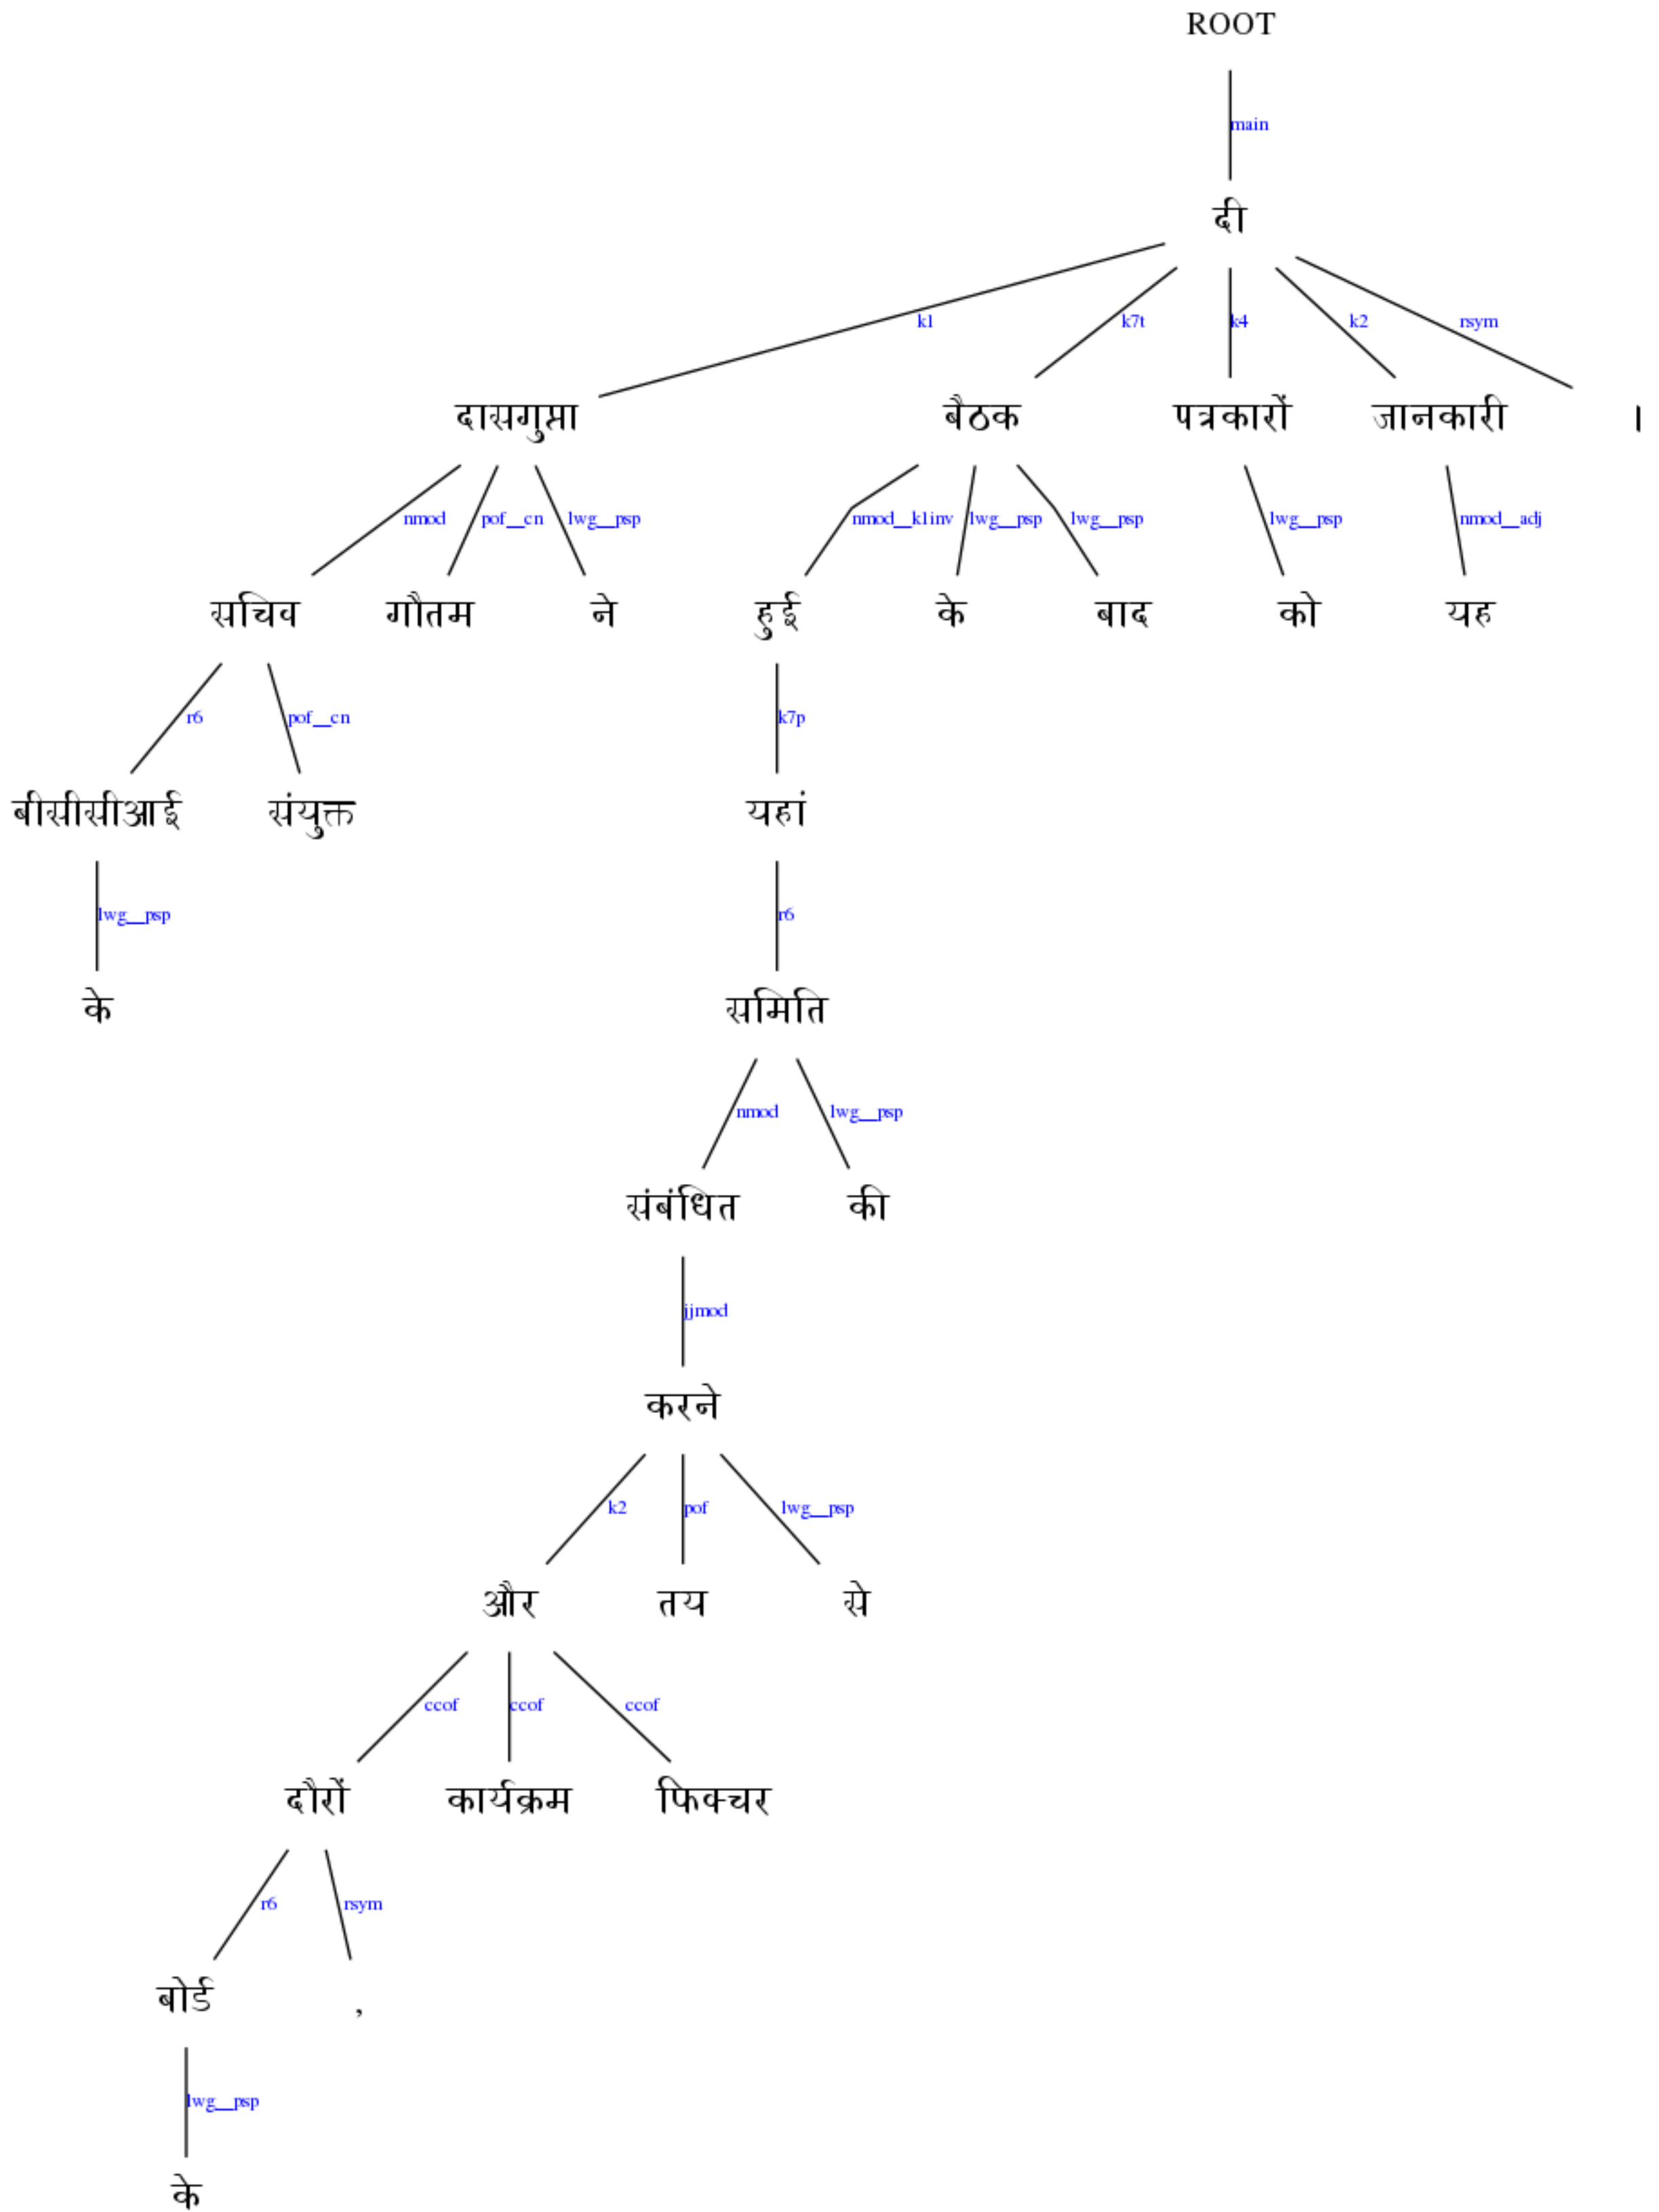 ROOT
main
दी
k1 k7t k4 k2 rsym
दासगुप्ता बैठक पत्रकारों जानकारी ।
nmod pof__cn lwg__psp nmod__k1inv lwg__psp lwg__psp lwg__psp nmod__adj
सचिव गौतम ने हुई के बाद को यह
r6 pof__cn k7p
बीसीसीआई संयुक्त यहां
lwg__psp r6
के समिति
nmod lwg__psp
संबंधित की
jjmod
करने
k2 pof lwg__psp
और तय से
ccof ccof ccof
दौरों कार्यक्रम फिक्चर
r6 rsym
बोर्ड ,
lwg__psp
के